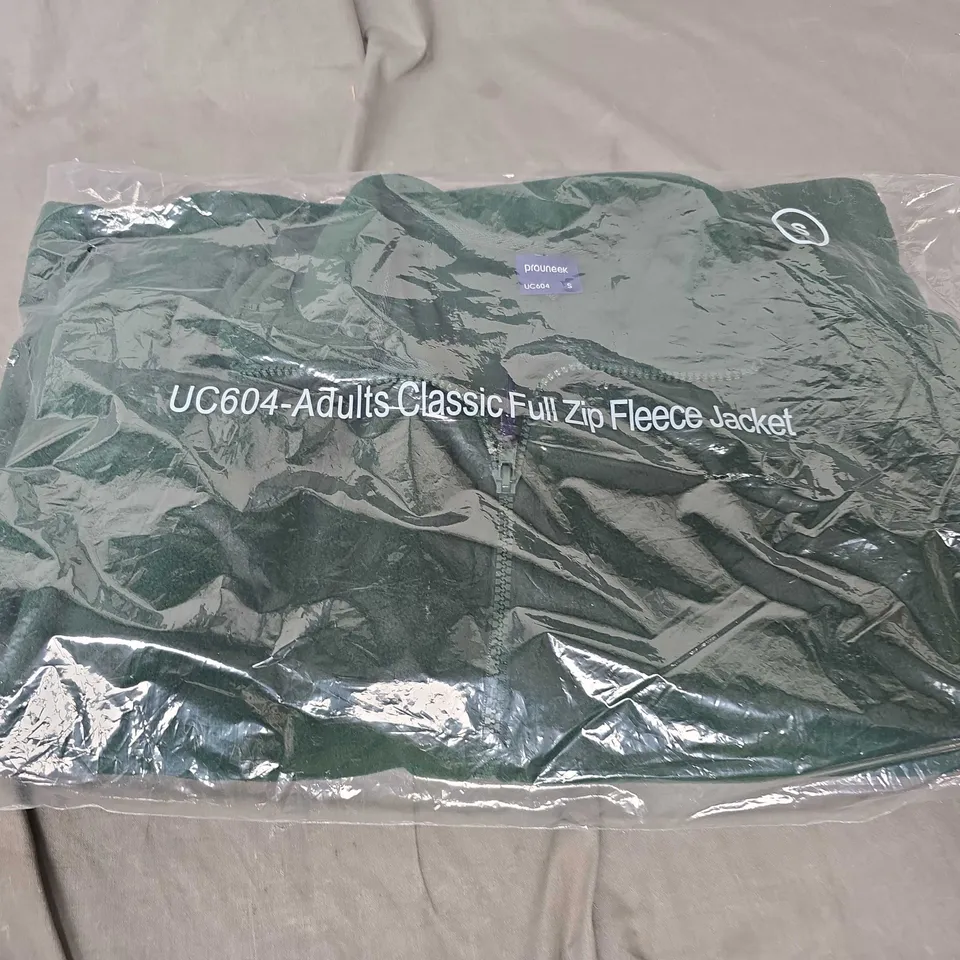 S
prouneek
UC604 S
UC604-Adults Classic Full Zip Fleece Jacket